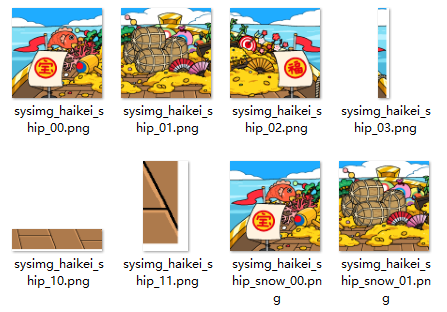 宝
福
sysimg_haikei_s
hip_00.png
sysimg_haikei_s
hip_01.png
sysimg_haikei_s
hip_02.png
sysimg_haikei_s
hip_03.png
宝
sysimg_haikei_s
hip_10.png
sysimg_haikei_s
hip_11.png
sysimg_haikei_s
hip_snow_00.pn
g
sysimg_haikei_s
hip_snow_01.pn
g